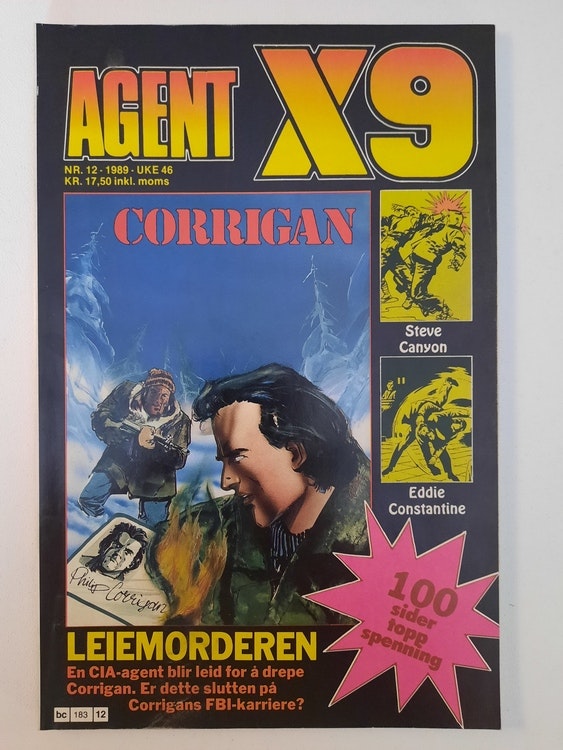 AGENT X9
NR. 12 - 1989 - UKE 46
KR. 17,50 inkl. moms
CORRIGAN
Steve
Canyon
Eddie
Constantine
Philip Corrigan
100
sider
topp
spenning
LEIEMORDEREN
En CIA-agent blir leid for å drepe
Corrigan. Er dette slutten på
Corrigans FBI-karriere?
bc 183 12